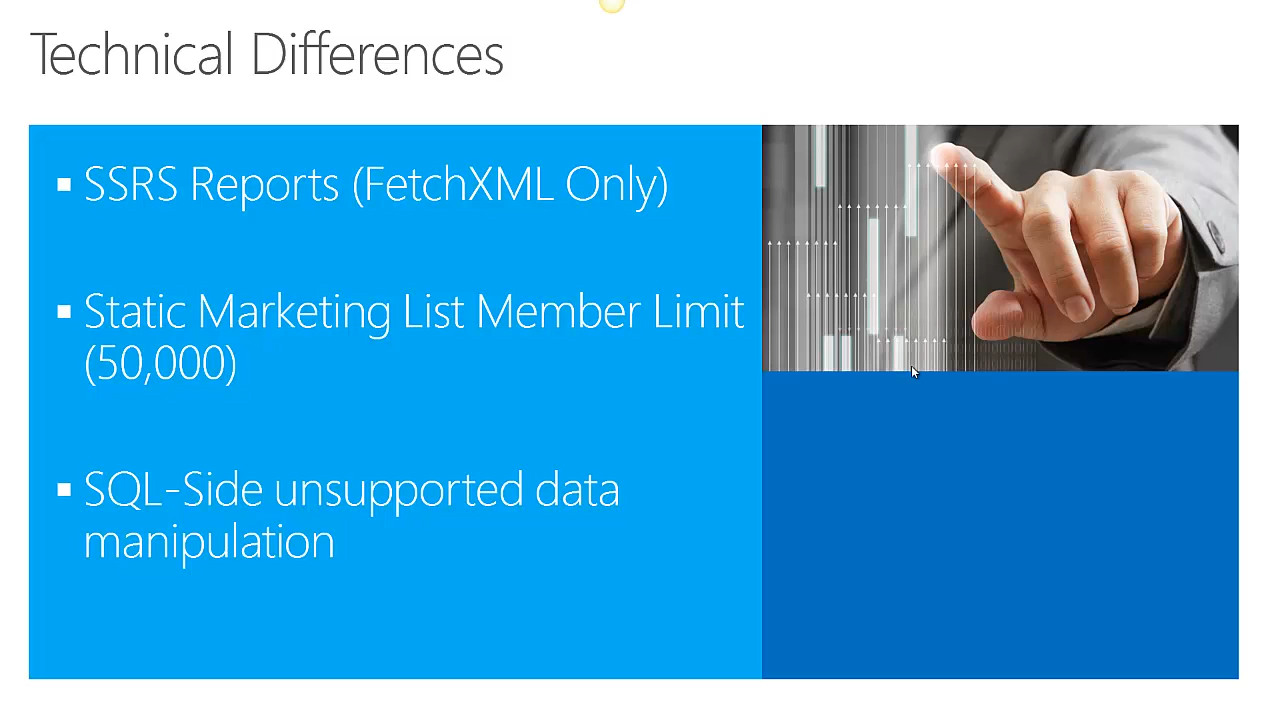 Technical Differences
SSRS Reports (FetchXML Only)
Static Marketing List Member Limit
(50,000)
SQL-Side unsupported data
manipulation